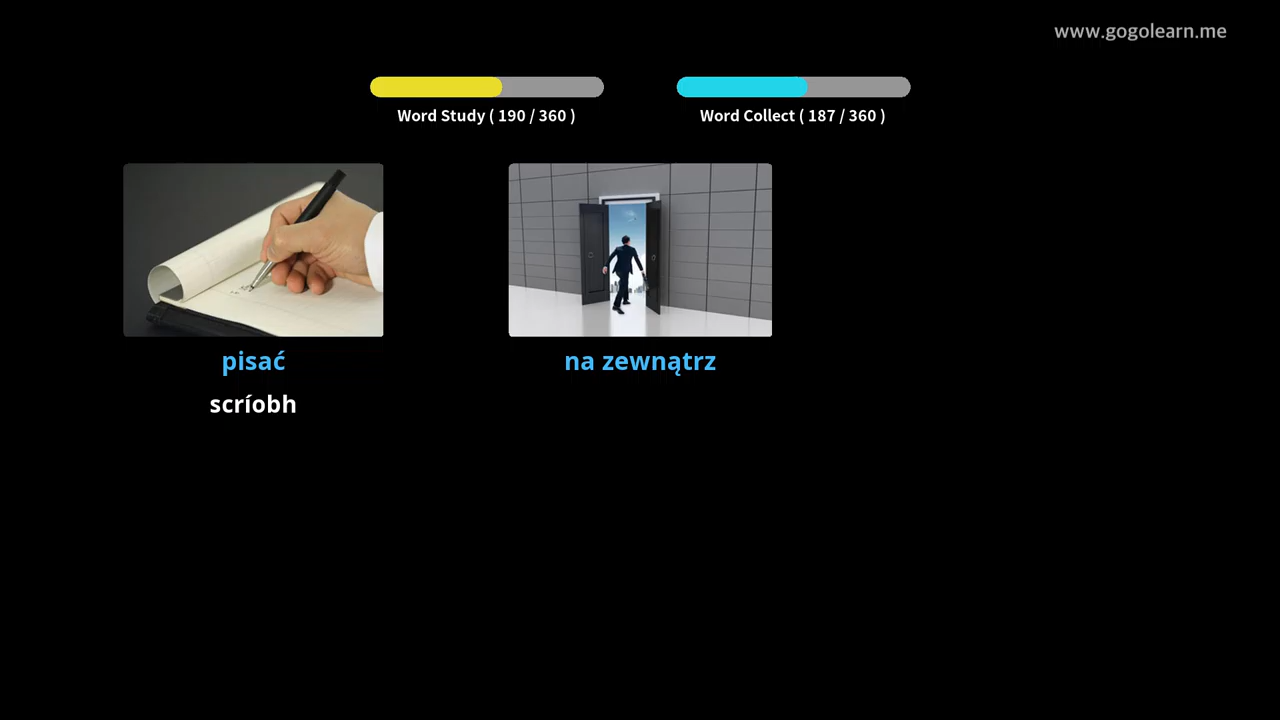 www.gogolearn.me
Word Study ( 190 / 360 )
Word Collect ( 187 / 360 )
pisać
na zewnątrz
scríobh